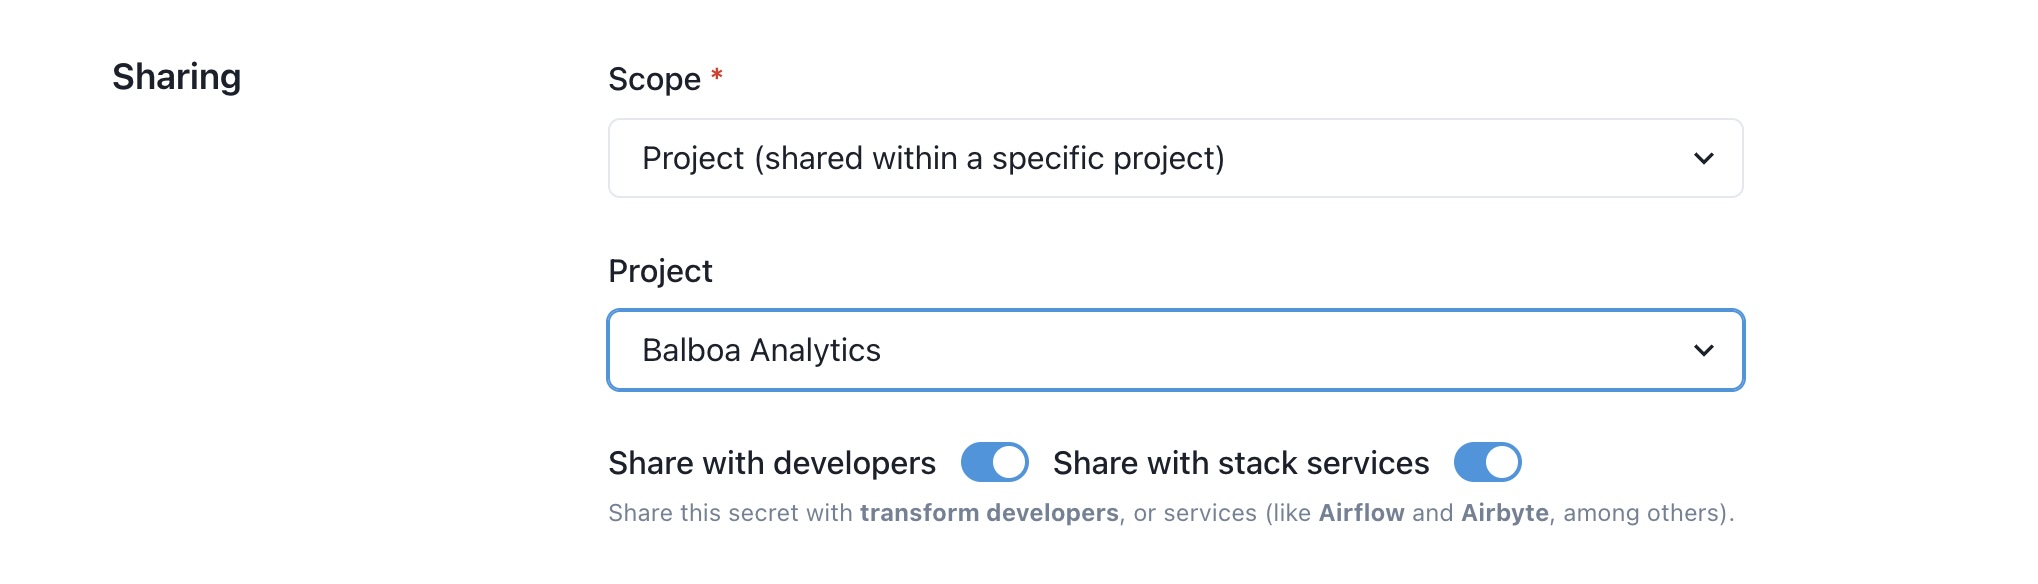 Sharing
Scope *
Project (shared within a specific project)
Project
Balboa Analytics
Share with developers Share with stack services
Share this secret with transform developers, or services (like Airflow and Airbyte, among others).